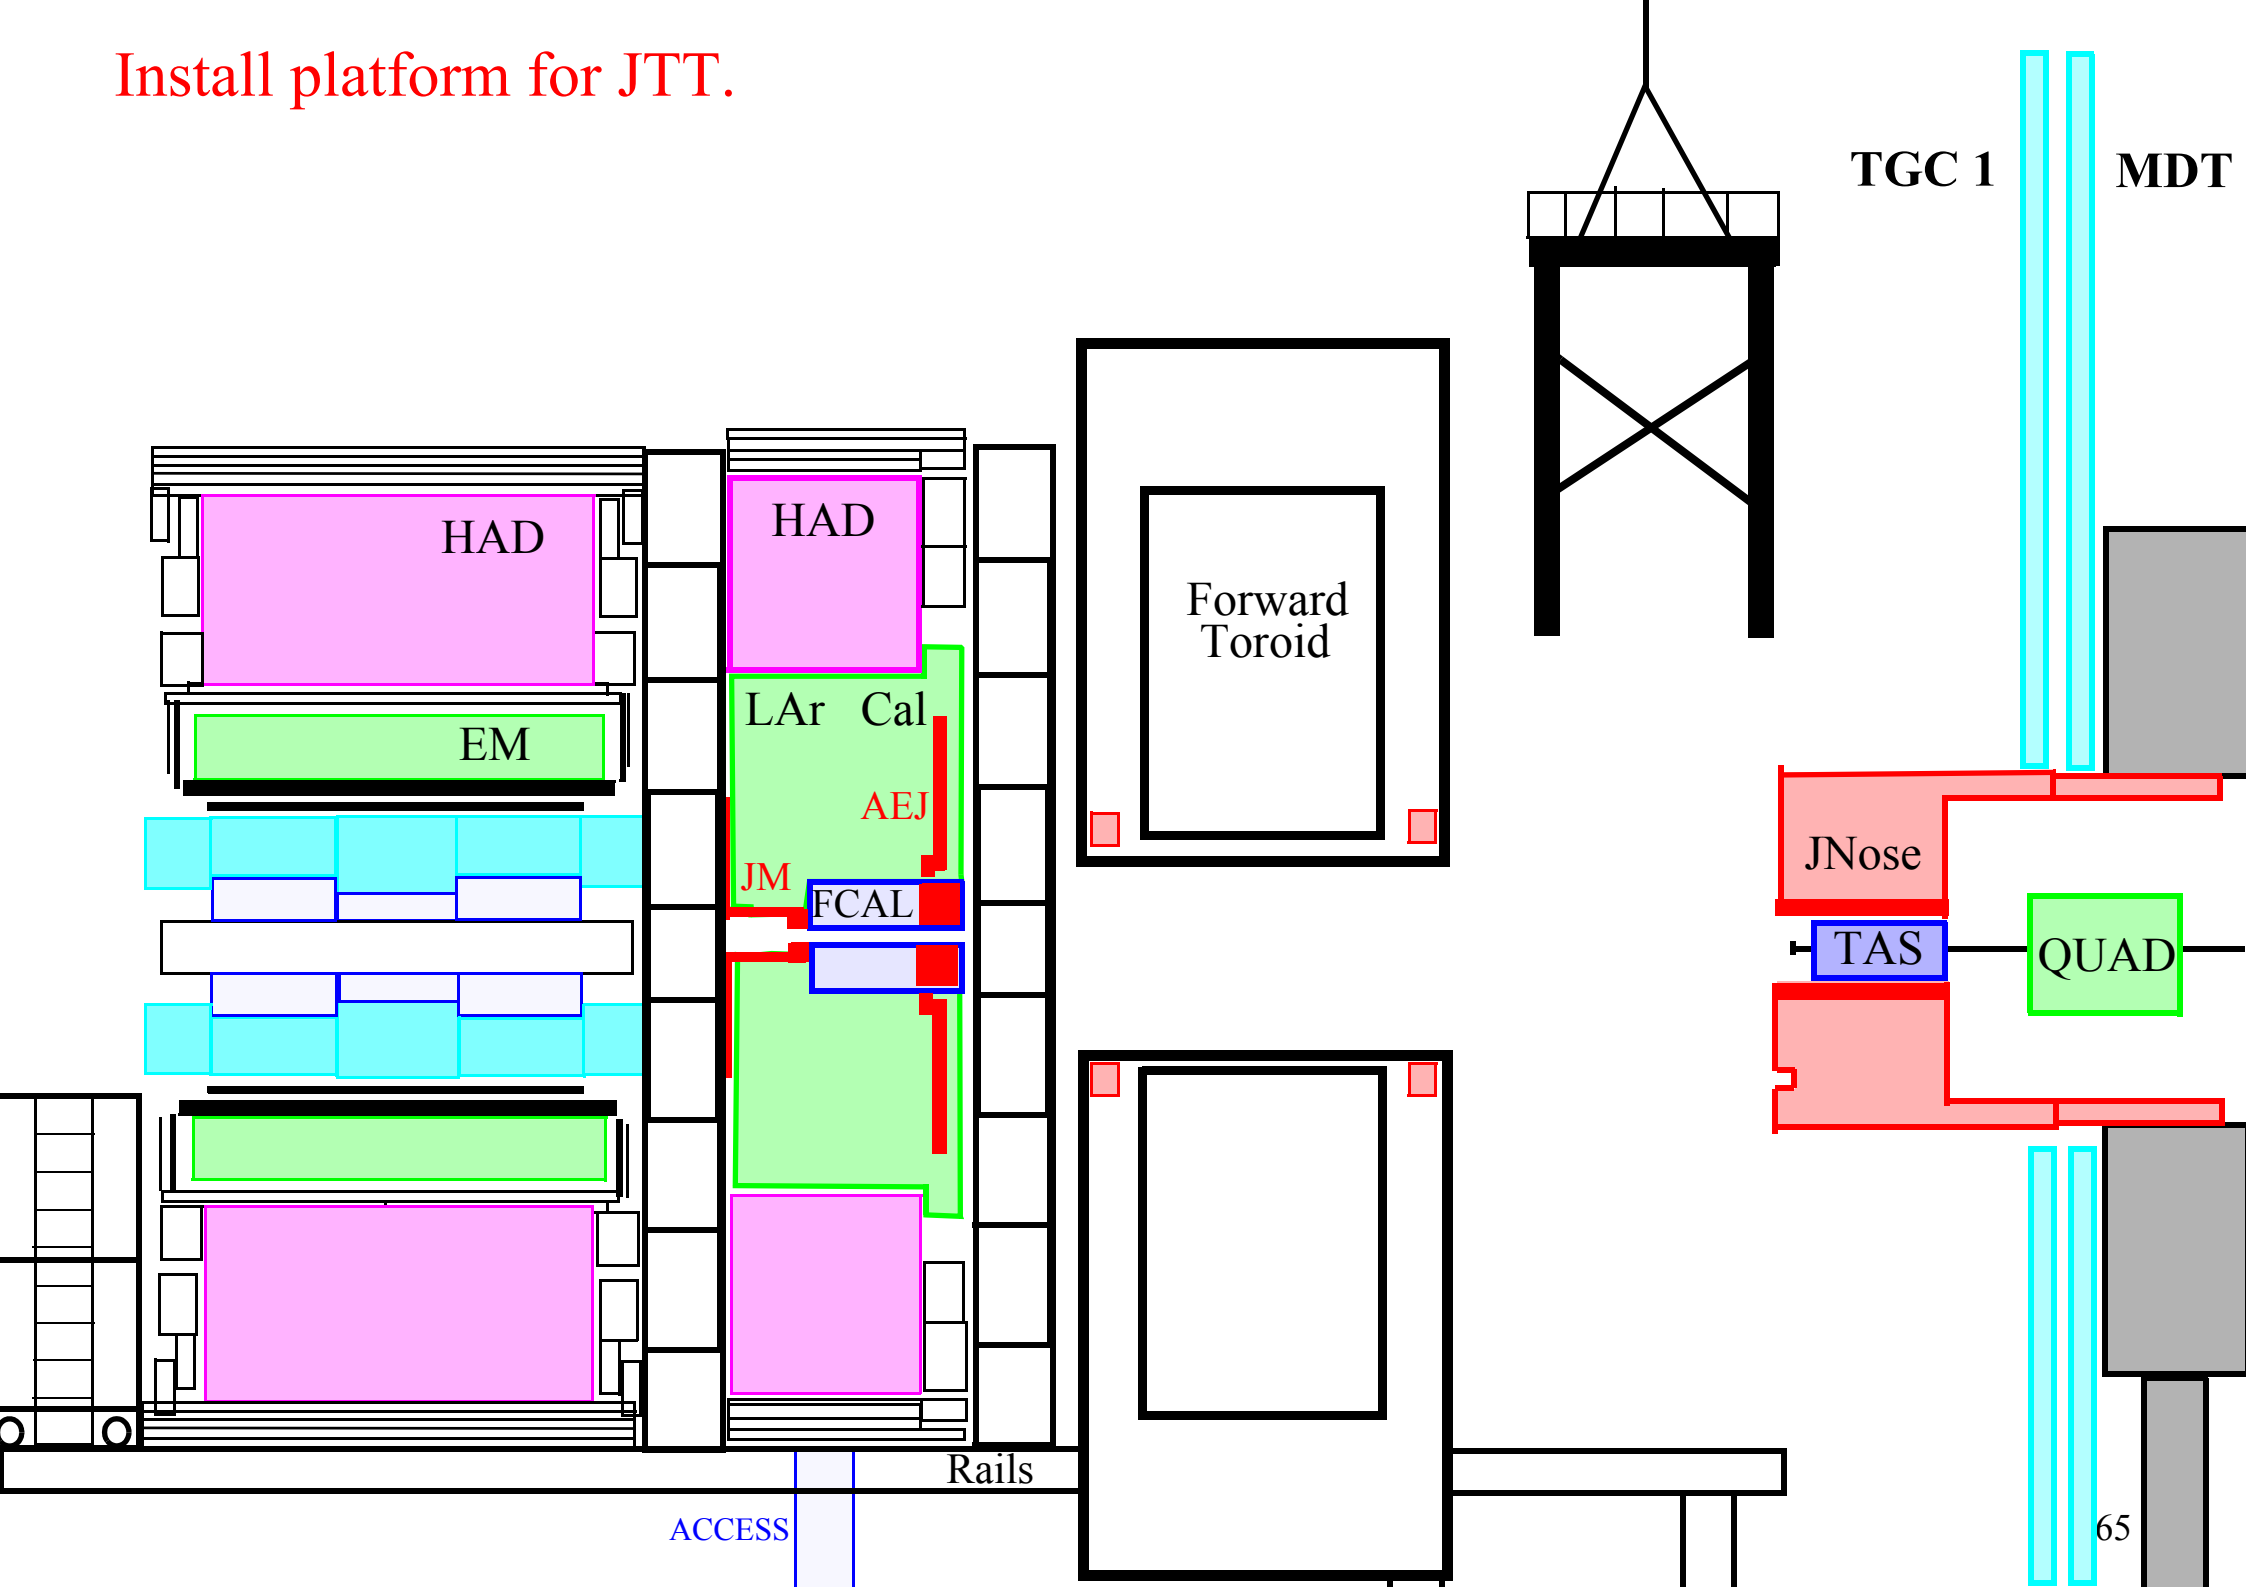 Install platform for JTT.
TGC 1
MDT
HAD
HAD
Forward
Toroid
LAr Cal
EM
AEJ
JNose
JM
FCAL
TAS
QUAD
Rails
ACCESS
65